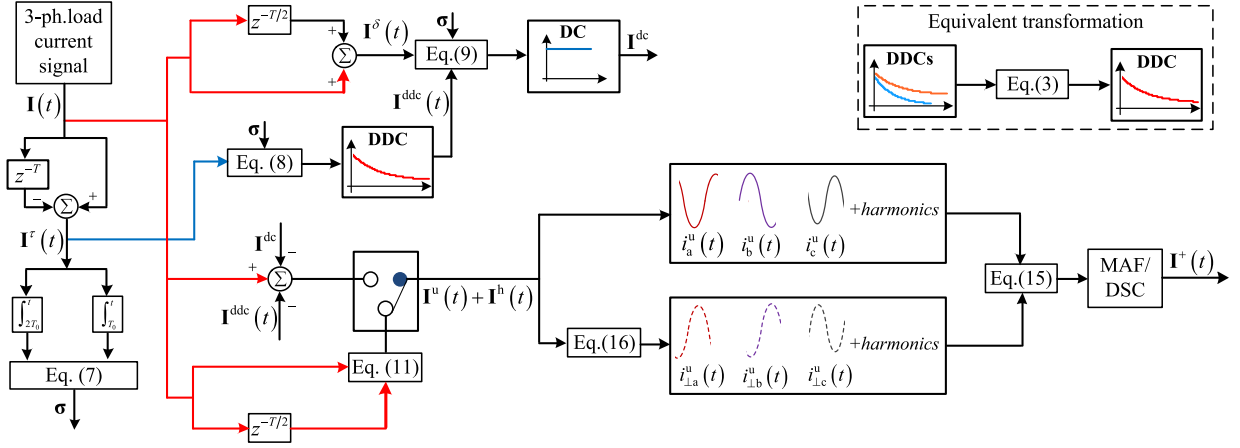 3-ph.load
current
signal
I(t)
z^{-T}
−
Σ
+
I^τ(t)
∫_{2T_0}^{t}
∫_{T_0}^{t}
Eq. (7)
σ
z^{-T/2}
+
Σ
+
I^δ(t)
σ
Eq.(9)
I^{ddc}(t)
DC
I^{dc}
σ
Eq. (8)
DDC
I^{dc}
−
+
Σ
−
I^{ddc}(t)
I^u(t) + I^h(t)
Eq. (11)
z^{-T/2}
Equivalent transformation
DDCs
Eq.(3)
DDC
i_a^u(t)
i_b^u(t)
i_c^u(t)
+harmonics
Eq.(16)
i_{⊥a}^u(t)
i_{⊥b}^u(t)
i_{⊥c}^u(t)
+harmonics
Eq.(15)
MAF/
DSC
I^+(t)